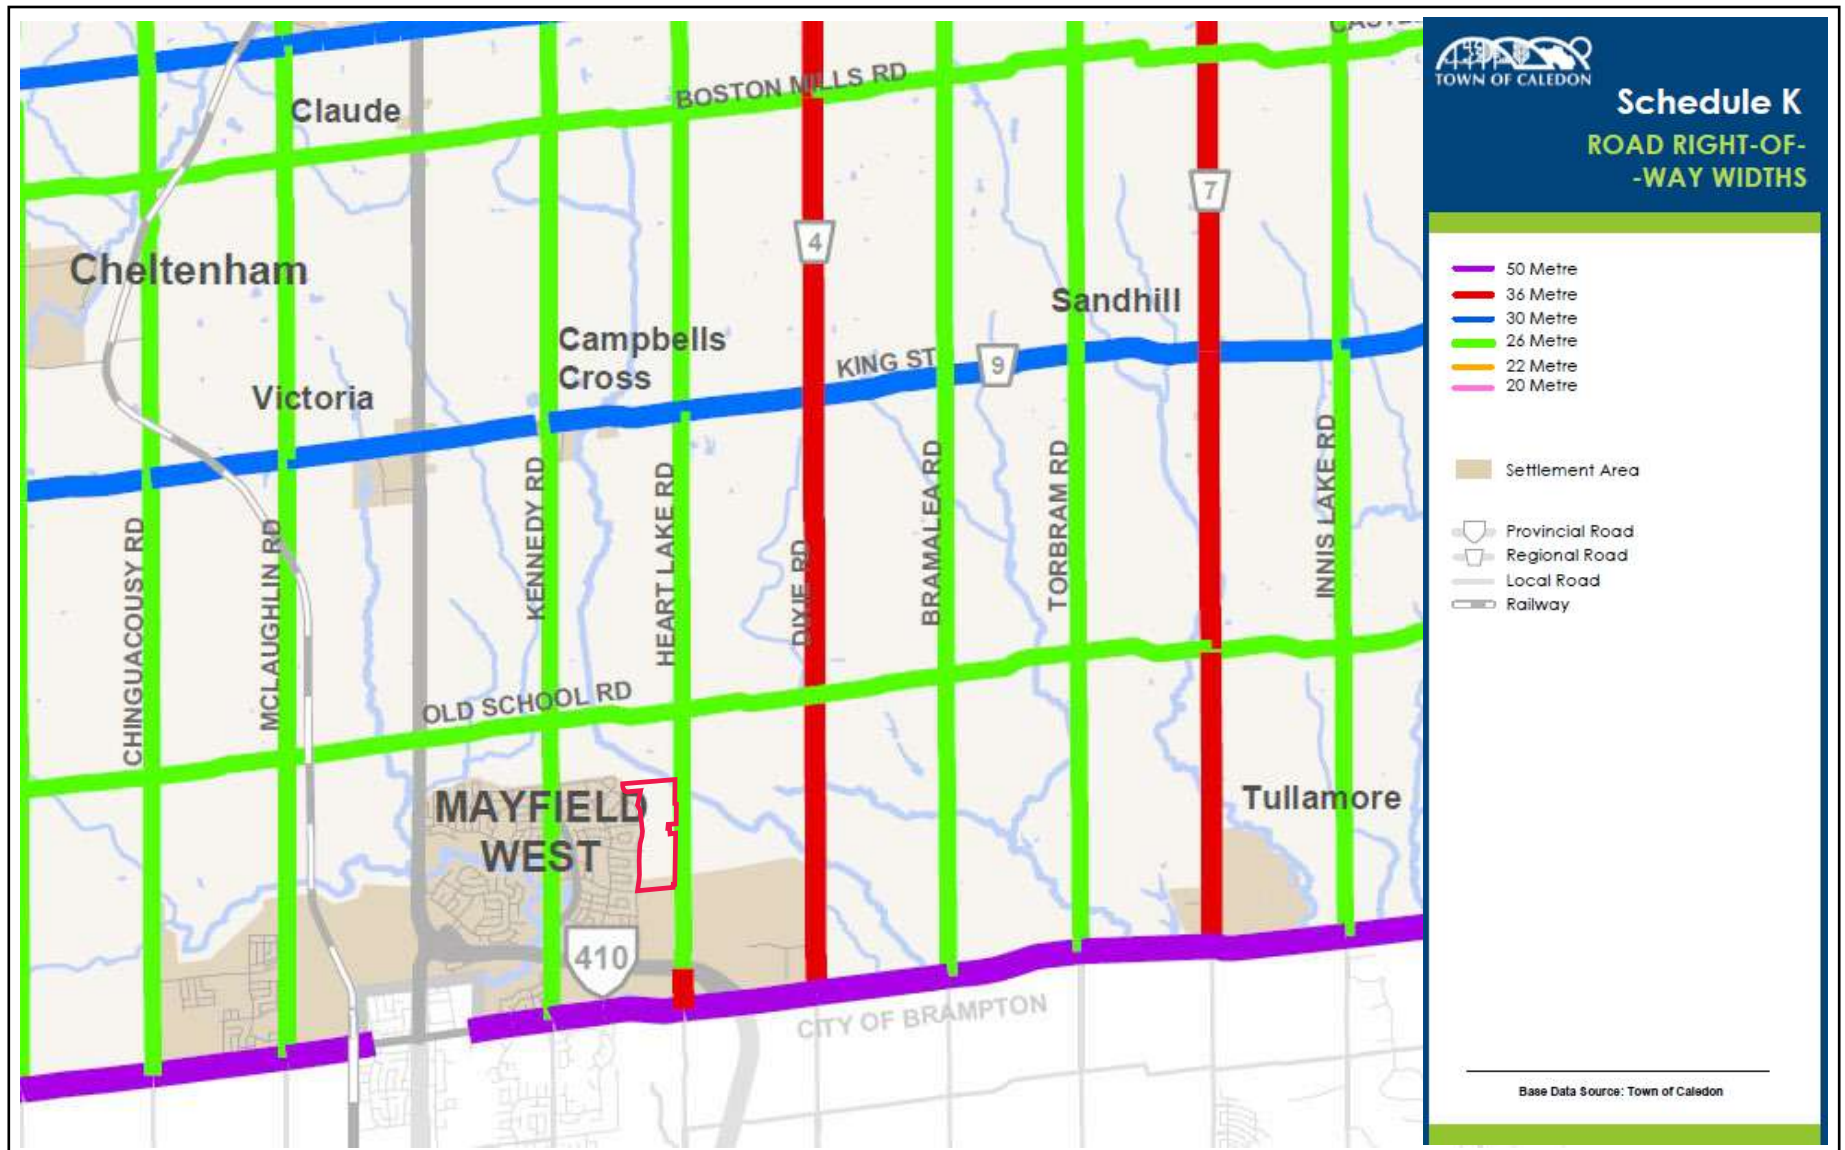 BOSTON MILLS RD
Claude
4
7
Cheltenham
Sandhill
Campbells
Cross
KING ST
9
Victoria
CHINGUACOUSY RD
MCLAUGHLIN RD
KENNEDY RD
HEART LAKE RD
DIXIE RD
BRAMALEA RD
TORBRAM RD
INNIS LAKE RD
OLD SCHOOL RD
MAYFIELD
WEST
Tullamore
410
CITY OF BRAMPTON
TOWN OF CALEDON
Schedule K
ROAD RIGHT-OF-
-WAY WIDTHS
50 Metre
36 Metre
30 Metre
26 Metre
22 Metre
20 Metre
Settlement Area
Provincial Road
Regional Road
Local Road
Railway
Base Data Source: Town of Caledon